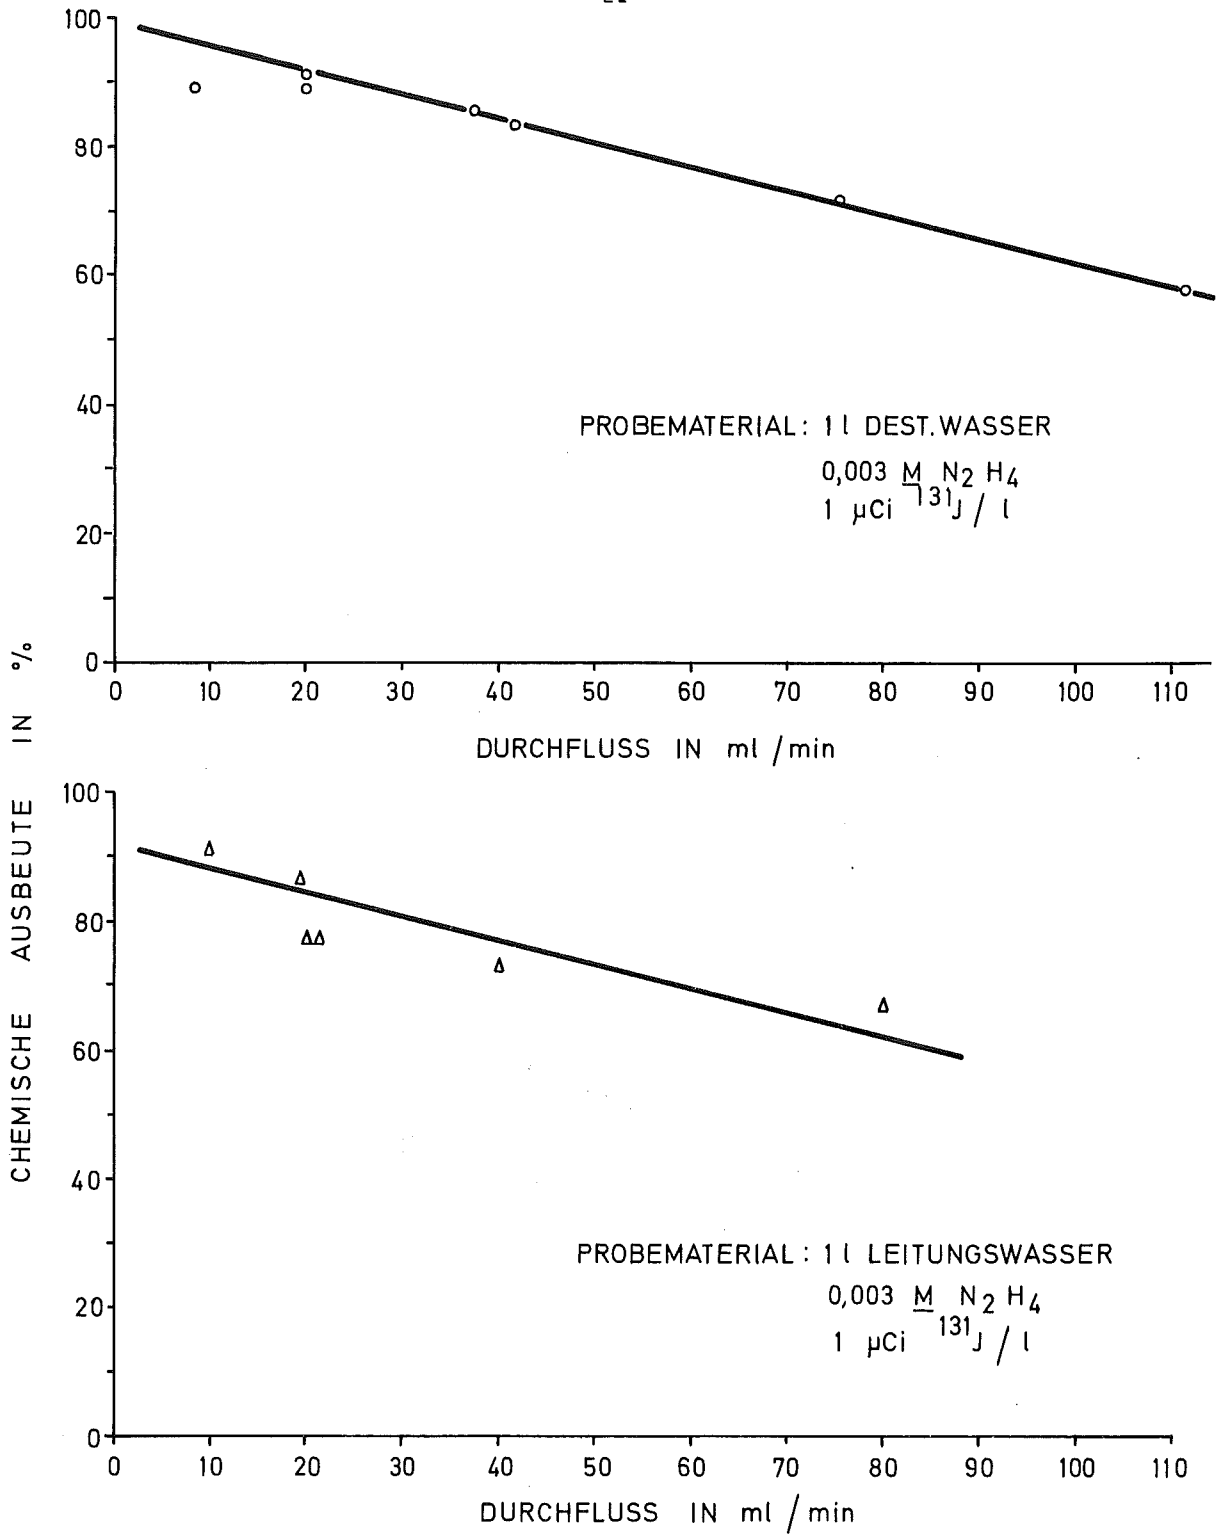 100
80
60
40
20
0
PROBEMATERIAL: 1 l DEST. WASSER
0,003 M N2 H4
1 µCi 131J / l
0 10 20 30 40 50 60 70 80 90 100 110
DURCHFLUSS IN ml / min
CHEMISCHE AUSBEUTE IN %
100
80
60
40
20
0
PROBEMATERIAL: 1 l LEITUNGSWASSER
0,003 M N2 H4
1 µCi 131J / l
0 10 20 30 40 50 60 70 80 90 100 110
DURCHFLUSS IN ml / min